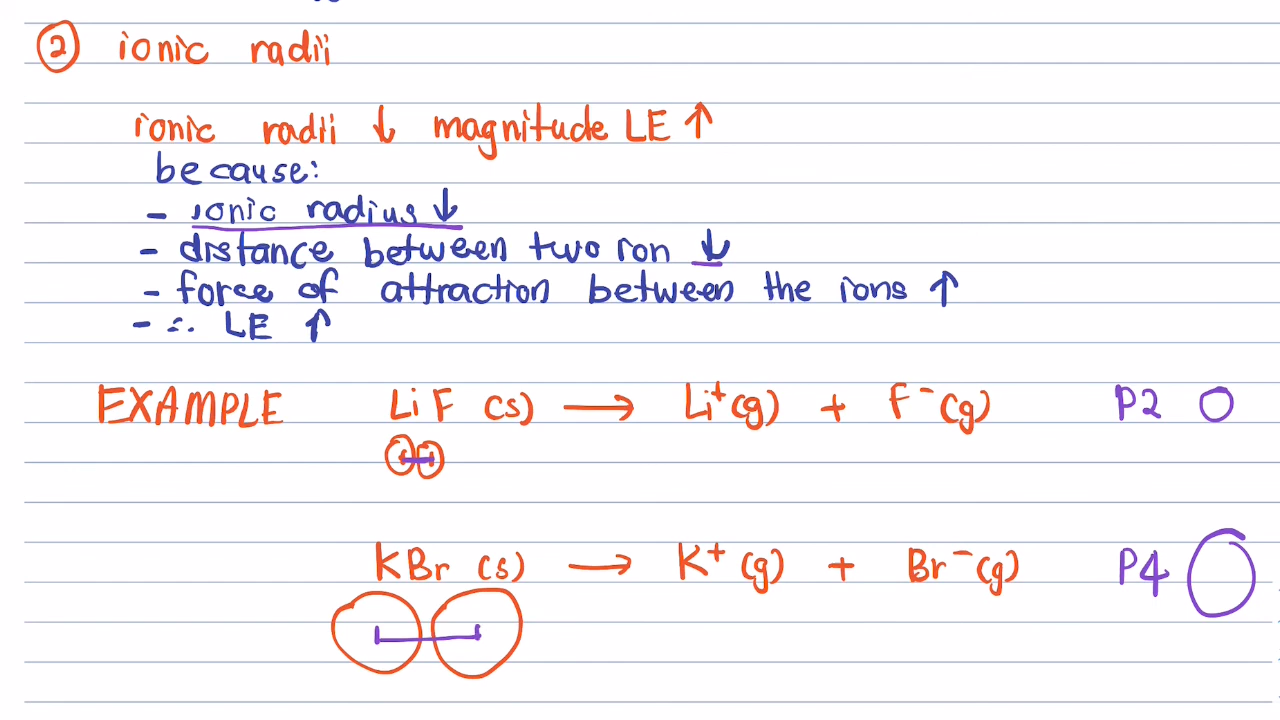 ② ionic radii
ionic radii ↓ magnitude LE ↑
because:
- ionic radius ↓
- distance between two ion ↓
- force of attraction between the ions ↑
- ∴ LE ↑
EXAMPLE LiF (s) → Li⁺(g) + F⁻(g) P2
KBr (s) → K⁺(g) + Br⁻(g) P4